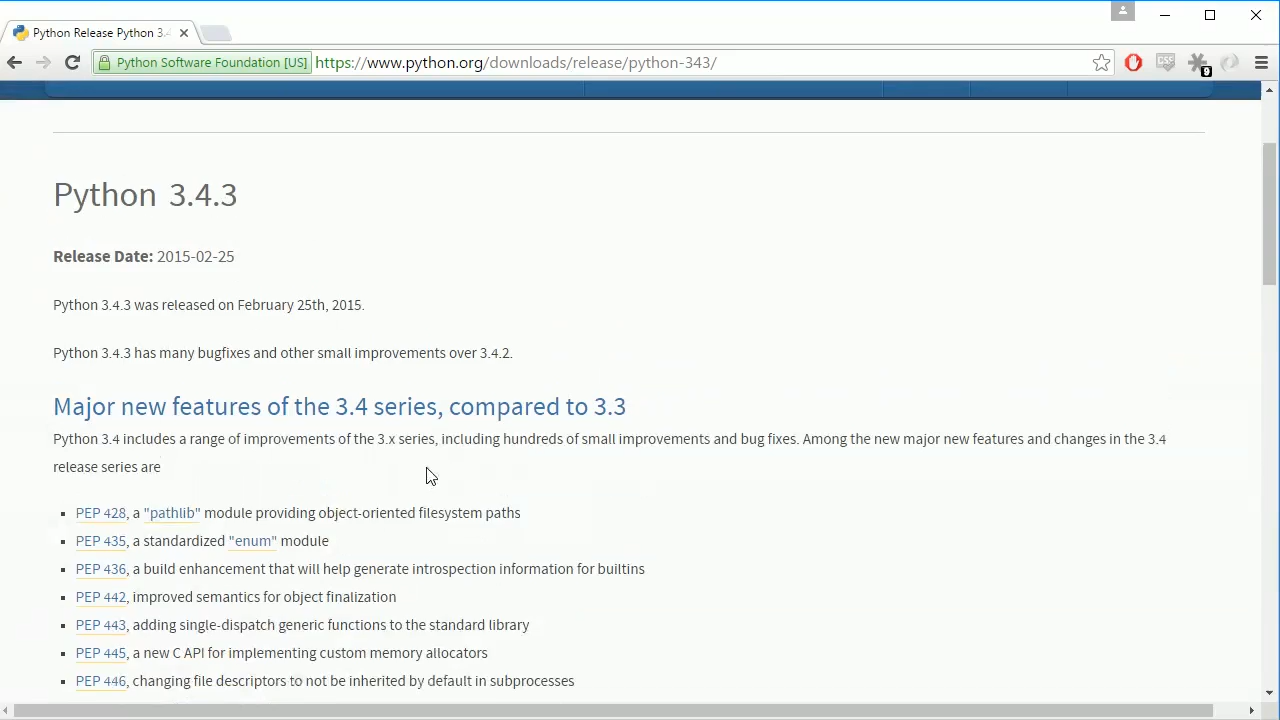 Python Release Python 3.4
Python Software Foundation [US]
https://www.python.org/downloads/release/python-343/
Python 3.4.3
Release Date: 2015-02-25
Python 3.4.3 was released on February 25th, 2015.
Python 3.4.3 has many bugfixes and other small improvements over 3.4.2.
Major new features of the 3.4 series, compared to 3.3
Python 3.4 includes a range of improvements of the 3.x series, including hundreds of small improvements and bug fixes. Among the new major new features and changes in the 3.4
release series are
▪ PEP 428, a "pathlib" module providing object-oriented filesystem paths
▪ PEP 435, a standardized "enum" module
▪ PEP 436, a build enhancement that will help generate introspection information for builtins
▪ PEP 442, improved semantics for object finalization
▪ PEP 443, adding single-dispatch generic functions to the standard library
▪ PEP 445, a new C API for implementing custom memory allocators
▪ PEP 446, changing file descriptors to not be inherited by default in subprocesses